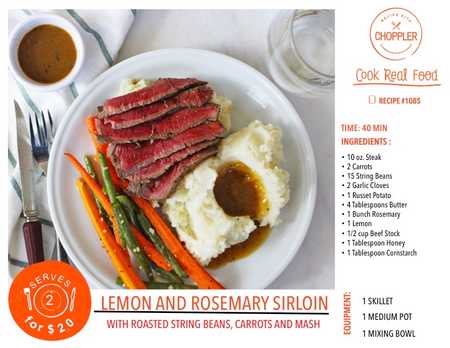 RECIPE WITH
CHOPPLER
Cook Real Food
RECIPE #1085
TIME: 40 MIN
INGREDIENTS :
• 10 oz. Steak
• 2 Carrots
• 15 String Beans
• 2 Garlic Cloves
• 1 Russet Potato
• 4 Tablespoons Butter
• 1 Bunch Rosemary
• 1 Lemon
• 1/2 cup Beef Stock
• 1 Tablespoon Honey
• 1 Tablespoon Cornstarch
SERVES
2
for $20
LEMON AND ROSEMARY SIRLOIN
WITH ROASTED STRING BEANS, CARROTS AND MASH
EQUIPMENT:
1 SKILLET
1 MEDIUM POT
1 MIXING BOWL